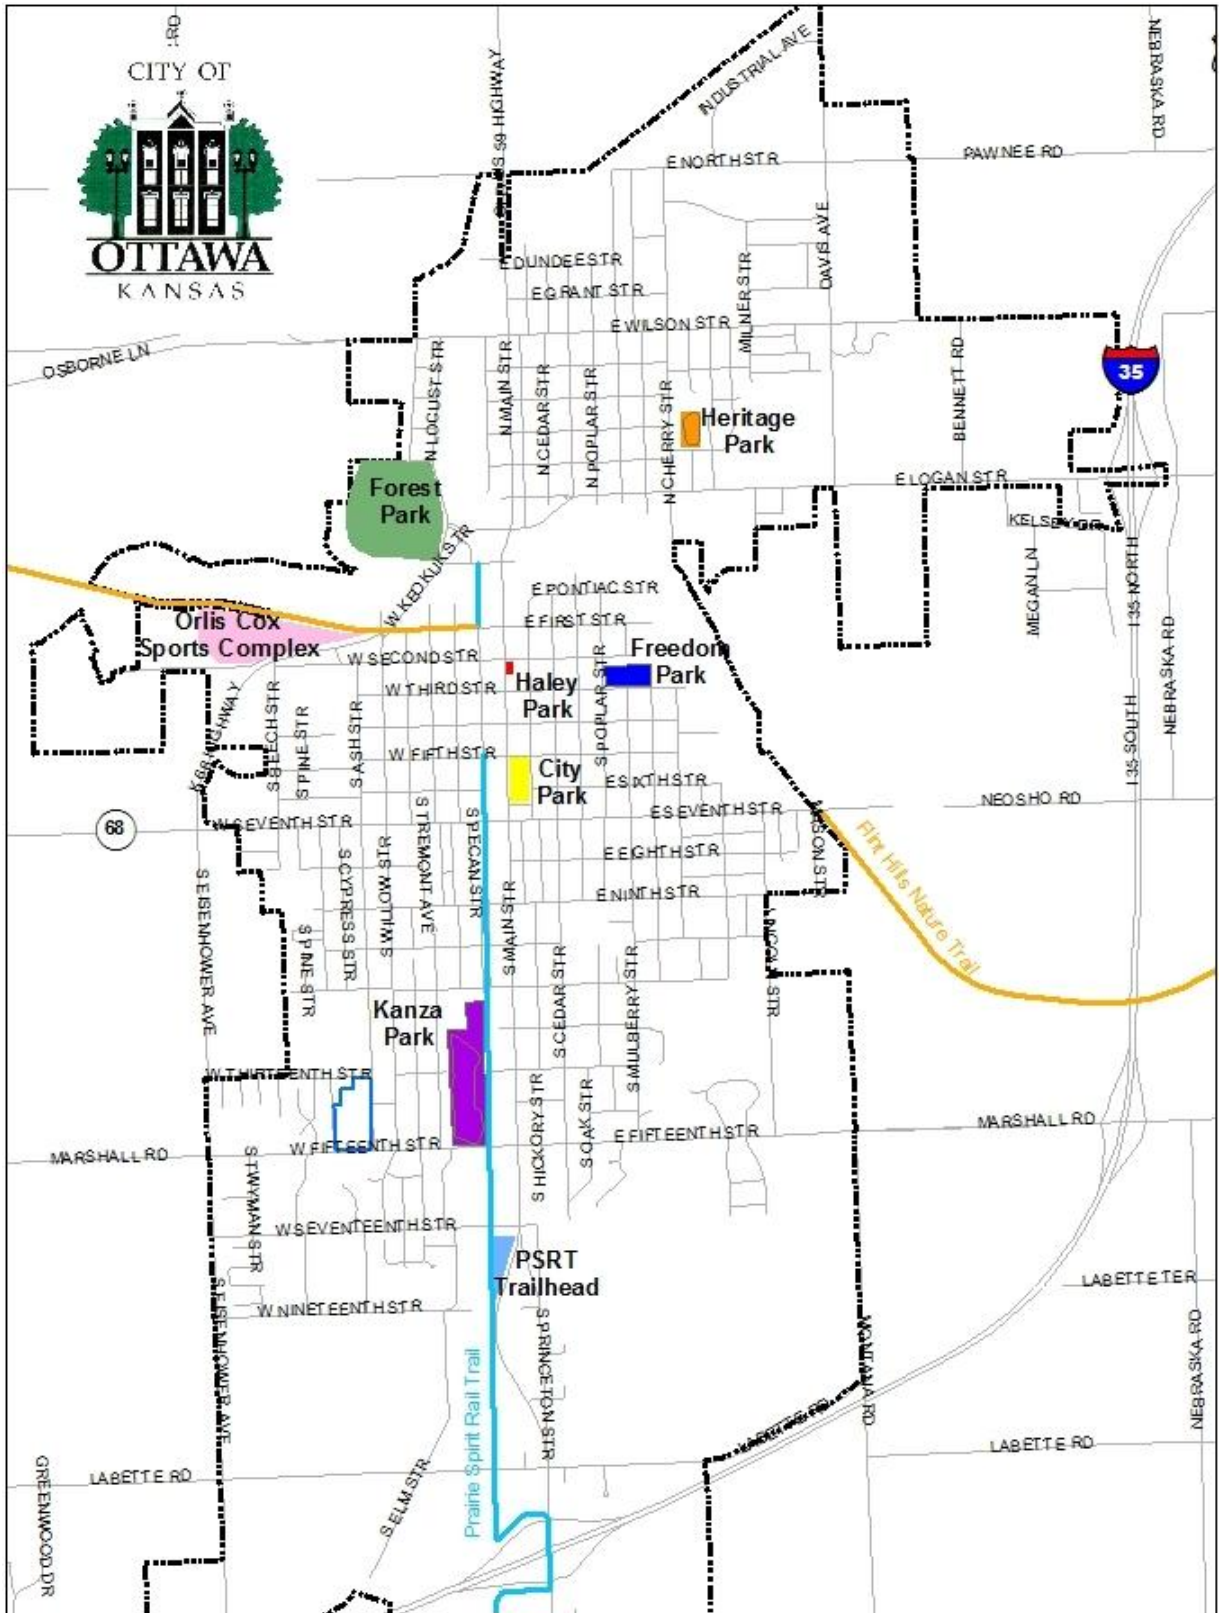 CITY OF
OTTAWA
KANSAS
INDUSTRIAL AVE
NEBRASKA RD
E NORTH STR
PAWNEE RD
DAVIS AVE
E DUNDEE STR
E GRANT STR
E WILSON STR
MILNER STR
OSBORNE LN
N LOCUST STR
N MAIN STR
N CEDAR STR
N POPLAR STR
N CHERRY STR
BENNETT RD
35
Heritage
Park
Forest
Park
E LOGAN STR
KELSEY DR
MEGAN LN
W KEOKUK STR
E PONTIAC STR
E FIRST STR
I 35 NORTH
NEBRASKA RD
Orlis Cox
Sports Complex
W SECOND STR
Freedom
Park
W THIRD STR
Haley
Park
S POPLAR STR
I 35 SOUTH
S BEECH STR
S PINE STR
S ASH STR
W FIFTH STR
City
Park
E SIXTH STR
E SEVENTH STR
NEOSHO RD
68
W SEVENTH STR
S TREMONT AVE
S PECAN STR
E EIGHTH STR
Flint Hills Nature Trail
S EISENHOWER AVE
S CYPRESS STR
S WILLOW STR
E NINTH STR
S MAIN STR
S PINE STR
S CEDAR STR
S MULBERRY STR
Kanza
Park
W THIRTEENTH STR
S HICKORY STR
S OAK STR
MARSHALL RD
W FIFTEENTH STR
E FIFTEENTH STR
MARSHALL RD
S TWYMAN STR
W SEVENTEENTH STR
PSRT
Trailhead
LABETTE TER
W NINETEENTH STR
S EISENHOWER AVE
S PRINCETON STR
MONTANA RD
NEBRASKA RD
Prairie Spirit Rail Trail
LABETTE RD
LABETTE RD
LABETTE RD
S ELM STR
GREENWOOD DR